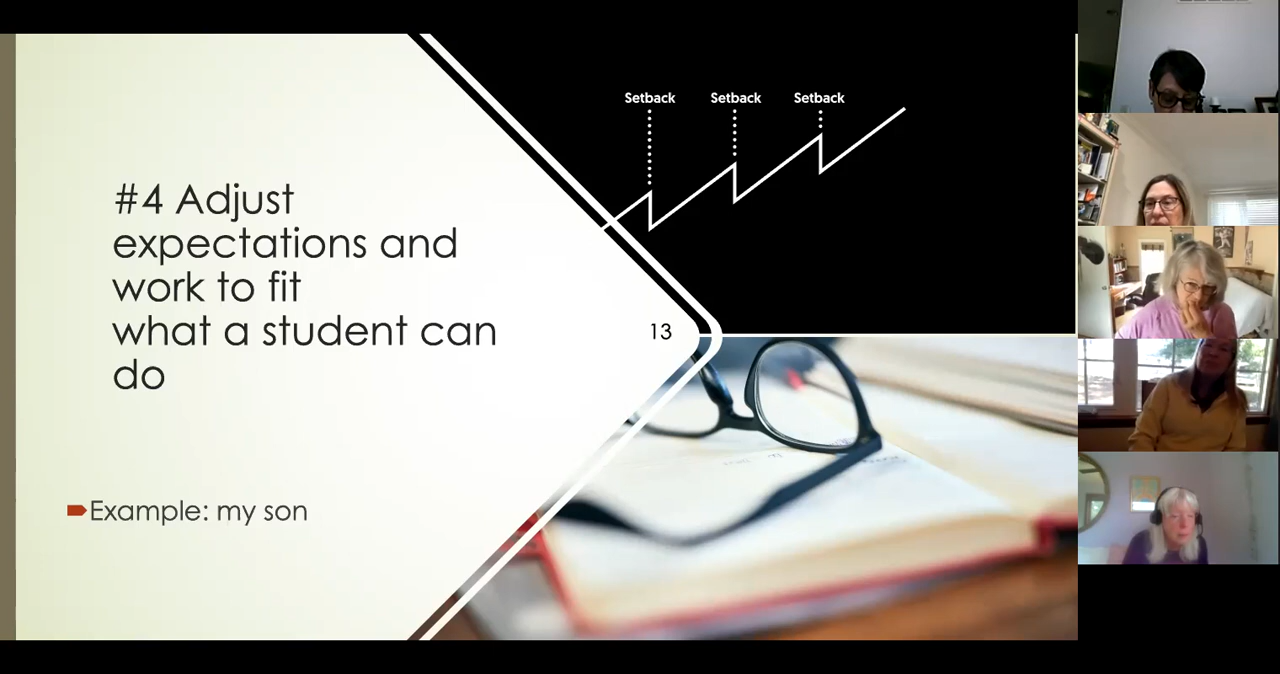 Setback Setback Setback
#4 Adjust
expectations and
work to fit
what a student can
do
13
Example: my son